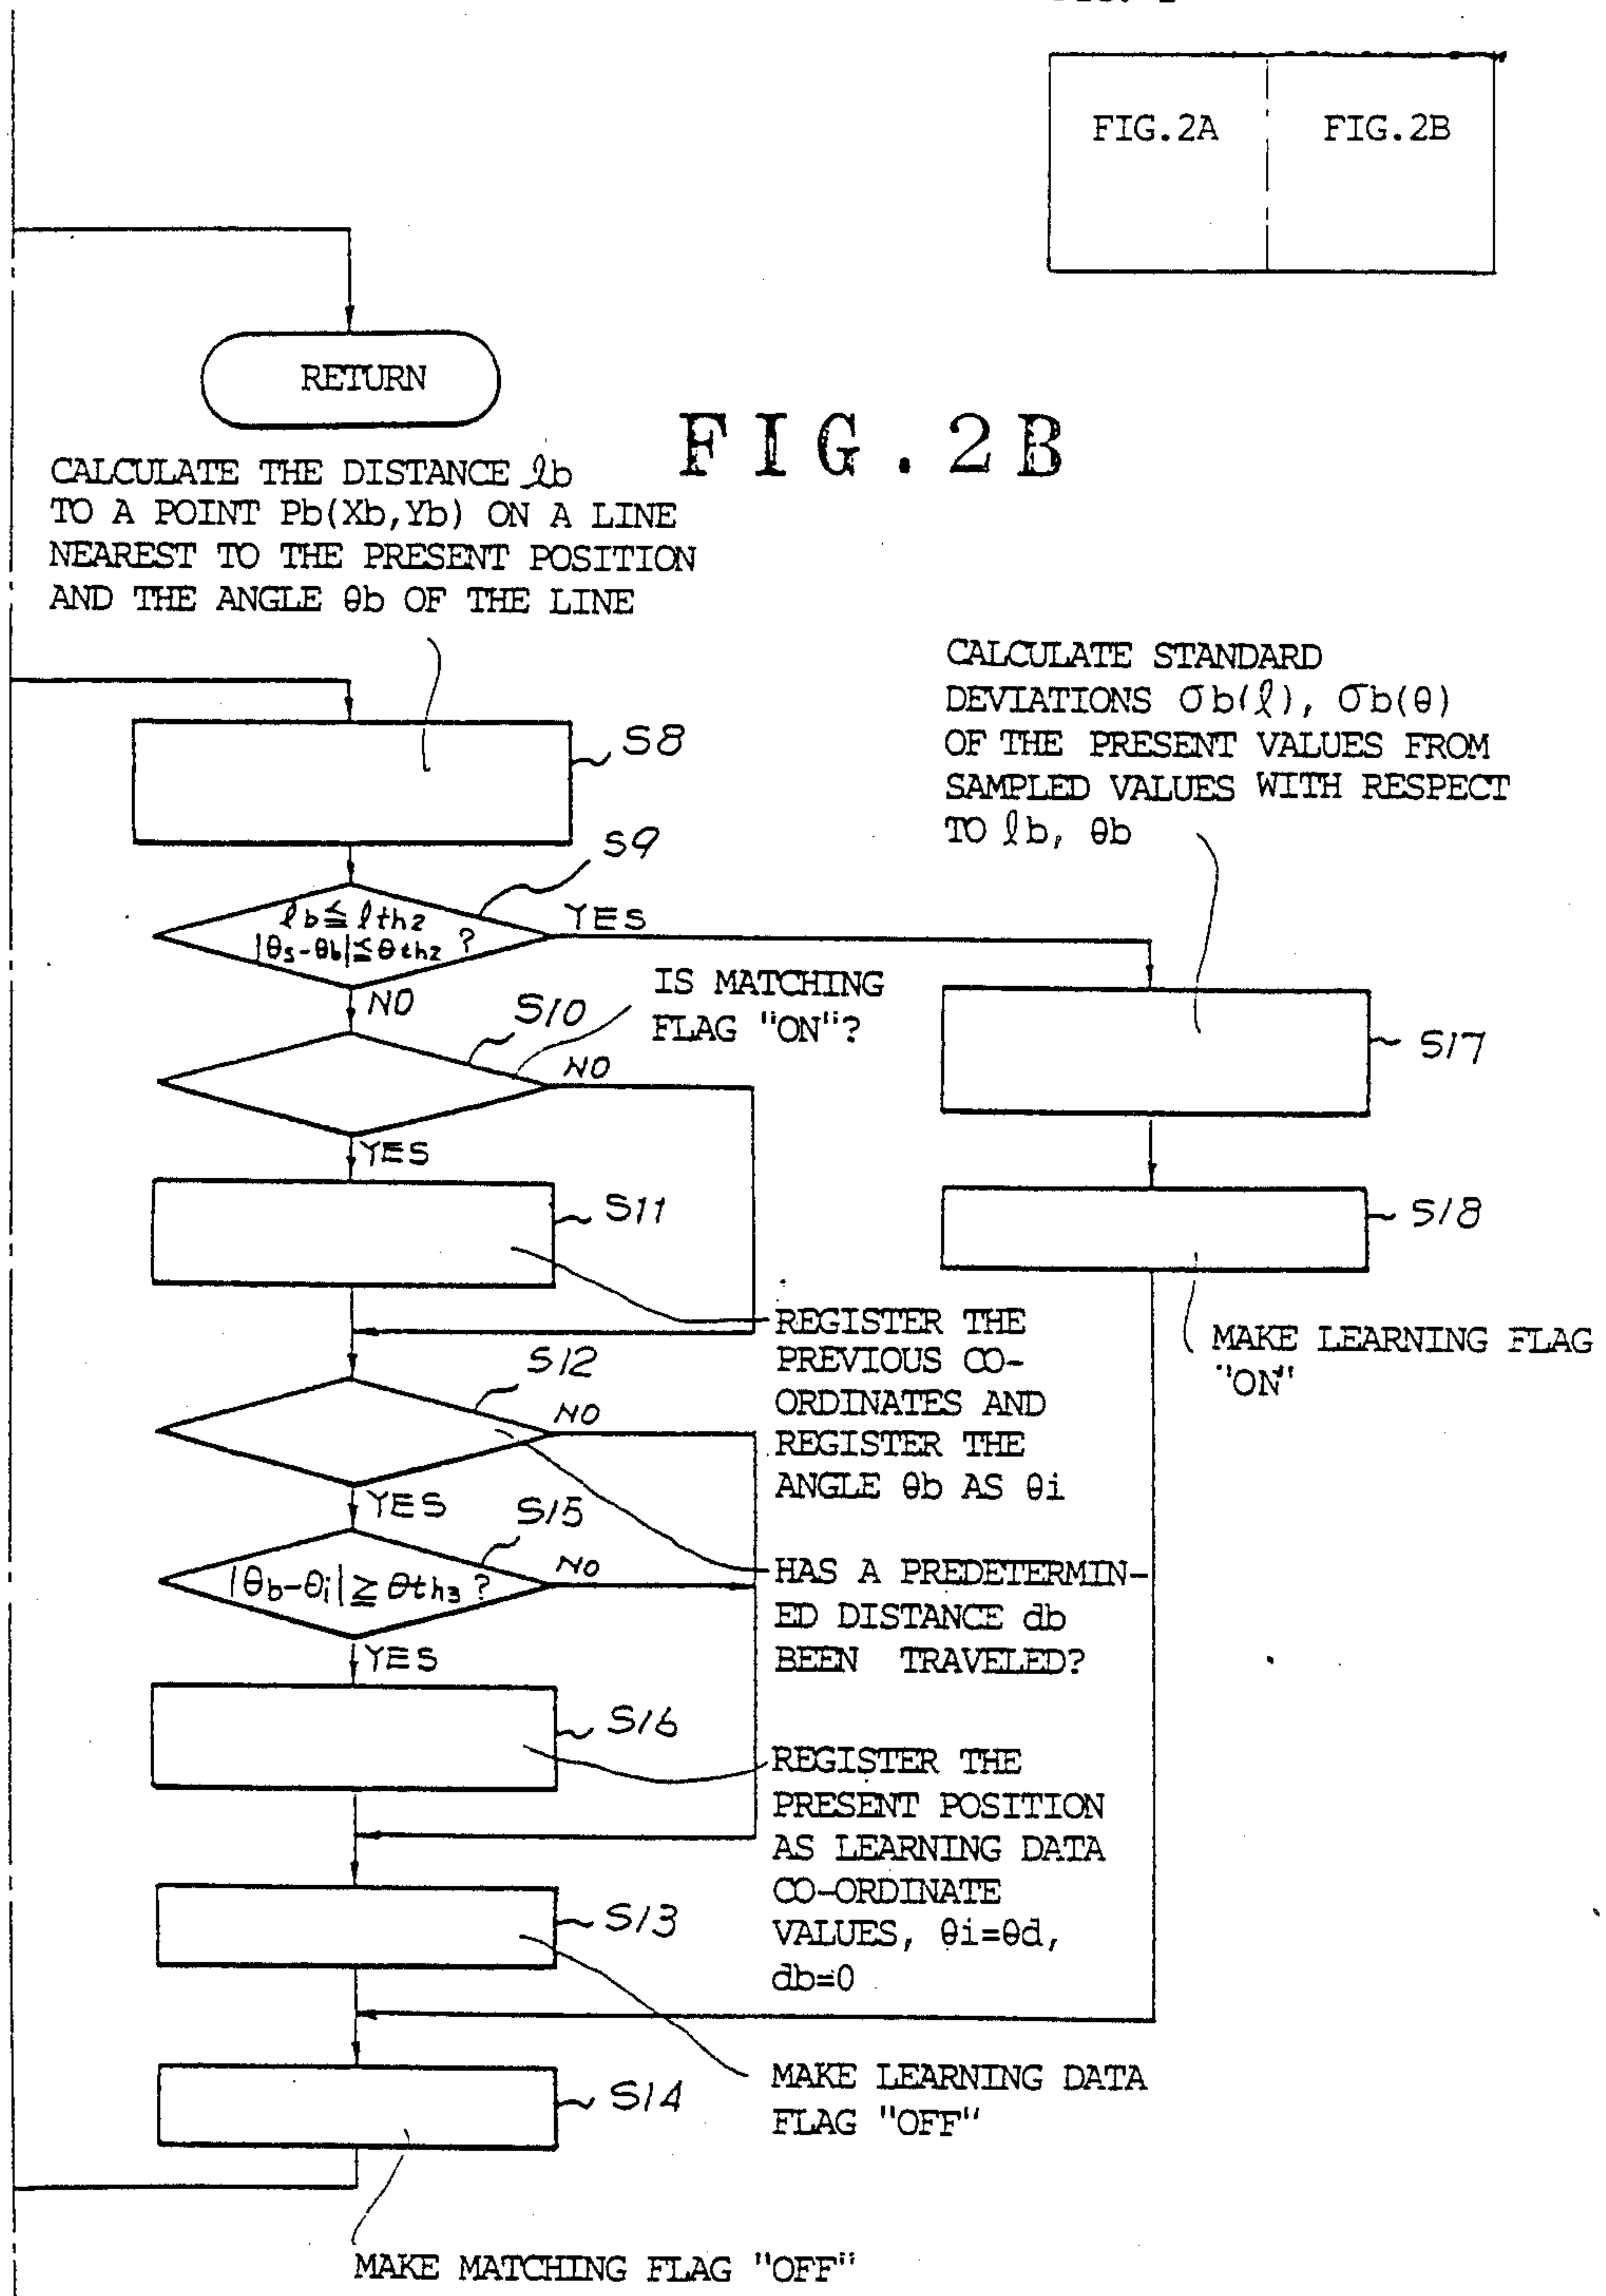 FIG.2A
FIG.2B
RETURN
FIG.2B
CALCULATE THE DISTANCE ℓb
TO A POINT Pb(Xb,Yb) ON A LINE
NEAREST TO THE PRESENT POSITION
AND THE ANGLE θb OF THE LINE
CALCULATE STANDARD
DEVIATIONS σb(ℓ), σb(θ)
OF THE PRESENT VALUES FROM
SAMPLED VALUES WITH RESPECT
TO ℓb, θb
S8
S9
ℓb≦ℓth2
|θs-θb|≦θth2 ?
YES
NO
IS MATCHING
FLAG "ON"?
S10
NO
YES
S17
S11
S18
REGISTER THE
PREVIOUS CO-
ORDINATES AND
REGISTER THE
ANGLE θb AS θi
MAKE LEARNING FLAG
"ON"
S12
NO
YES
S15
|θb-θi|≧θth3 ?
NO
YES
HAS A PREDETERMIN-
ED DISTANCE db
BEEN TRAVELED?
S16
REGISTER THE
PRESENT POSITION
AS LEARNING DATA
CO-ORDINATE
VALUES, θi=θd,
db=0
S13
MAKE LEARNING DATA
FLAG "OFF"
S14
MAKE MATCHING FLAG "OFF"